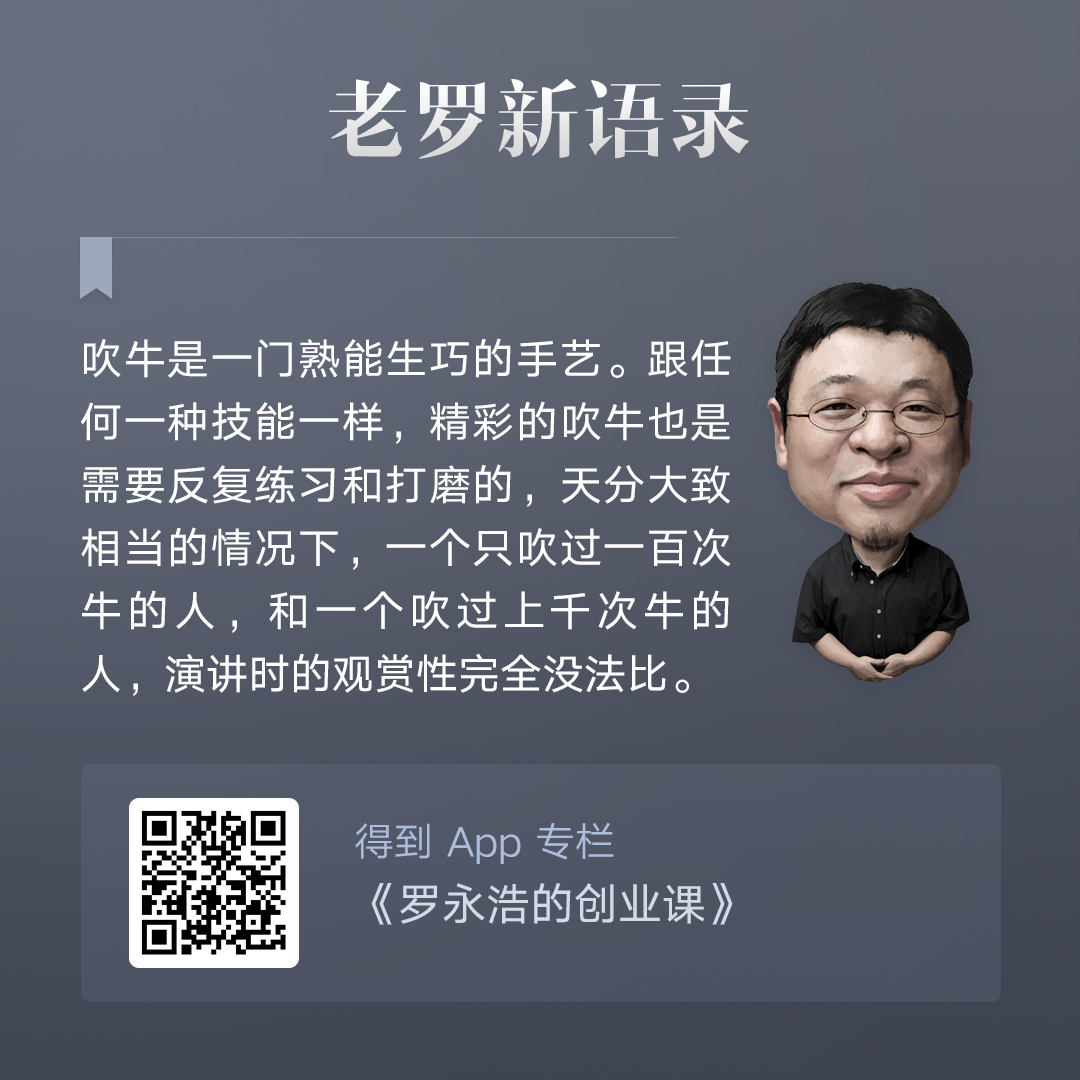 老罗新语录
吹牛是一门熟能生巧的手艺。跟任
何一种技能一样，精彩的吹牛也是
需要反复练习和打磨的，天分大致
相当的情况下，一个只吹过一百次
牛的人，和一个吹过上千次牛的
人，演讲时的观赏性完全没法比。
得到 App 专栏
《罗永浩的创业课》